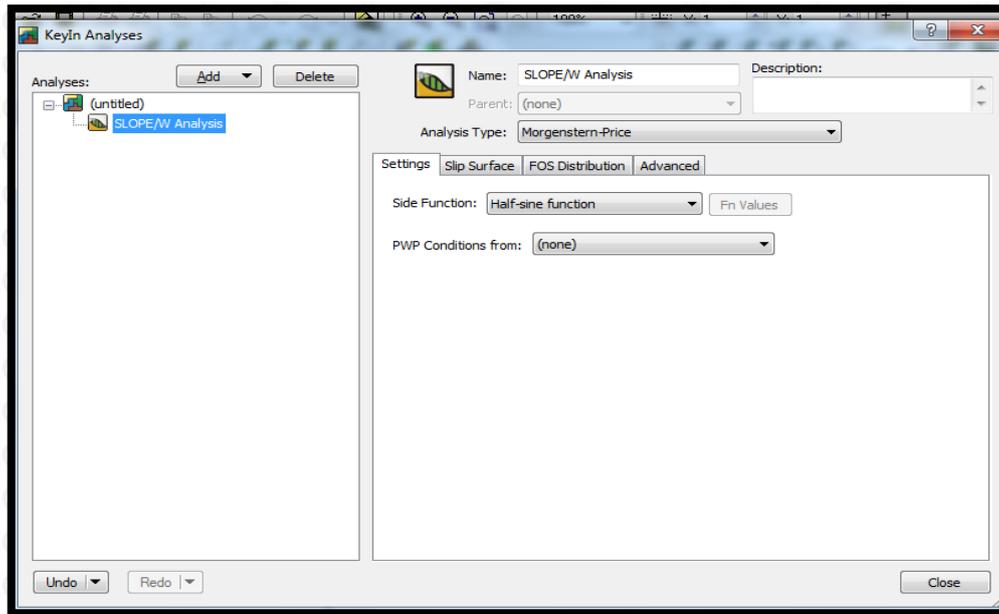 100%
KeyIn Analyses
?
X
Analyses:
Add
Delete
Name: SLOPE/W Analysis
Description:
(untitled)
SLOPE/W Analysis
Parent: (none)
Analysis Type: Morgenstern-Price
Settings Slip Surface FOS Distribution Advanced
Side Function: Half-sine function Fn Values
PWP Conditions from: (none)
Undo Redo Close